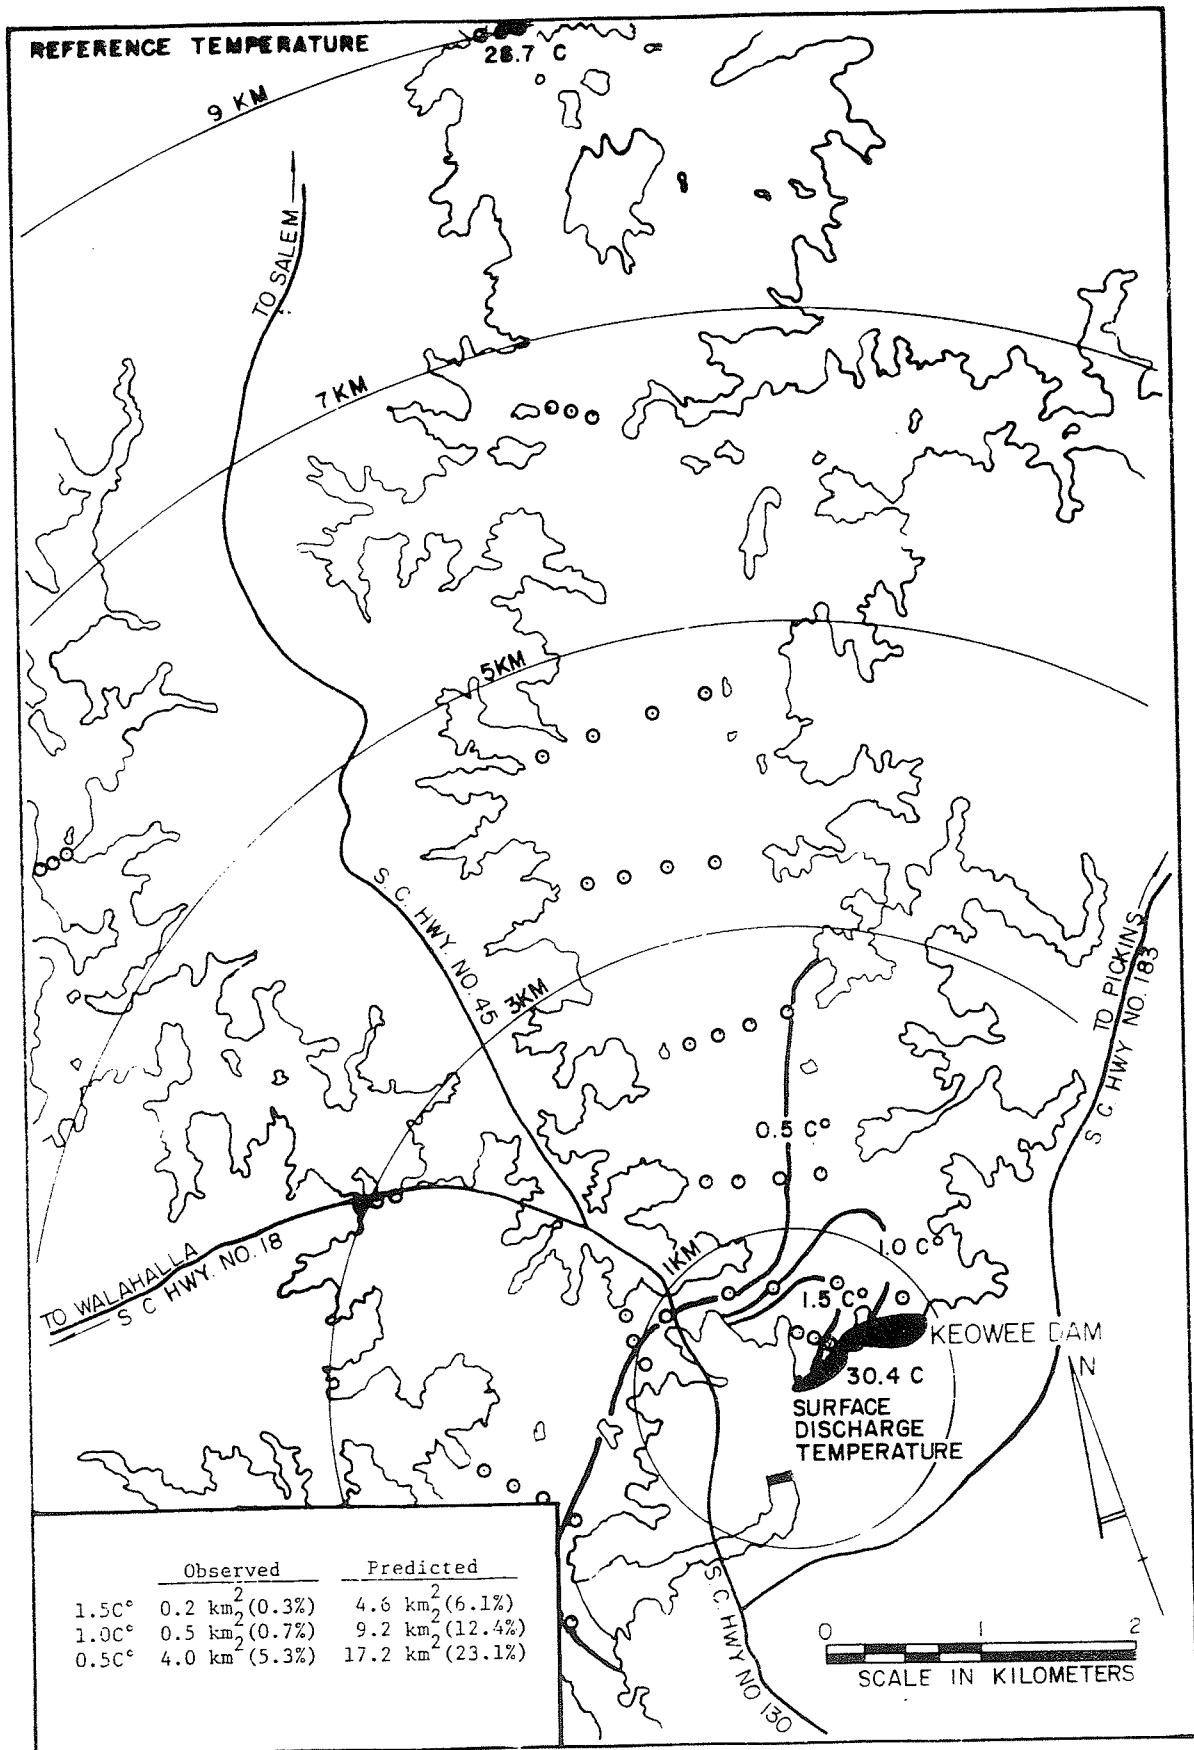 REFERENCE TEMPERATURE
28.7 C
9 KM
TO SALEM
7 KM
5KM
S. C. HWY. NO. 45
3KM
TO PICKINS
S. C. HWY NO. 183
0.5 C°
1KM
1.0 C°
1.5 C°
TO WALAHALLA
S C HWY. NO. 18
KEOWEE DAM
N
30.4 C
SURFACE
DISCHARGE
TEMPERATURE
Observed Predicted
1.5C° 0.2 km² (0.3%) 4.6 km² (6.1%)
1.0C° 0.5 km² (0.7%) 9.2 km² (12.4%)
0.5C° 4.0 km² (5.3%) 17.2 km² (23.1%)
S. C. HWY NO 130
0 1 2
SCALE IN KILOMETERS